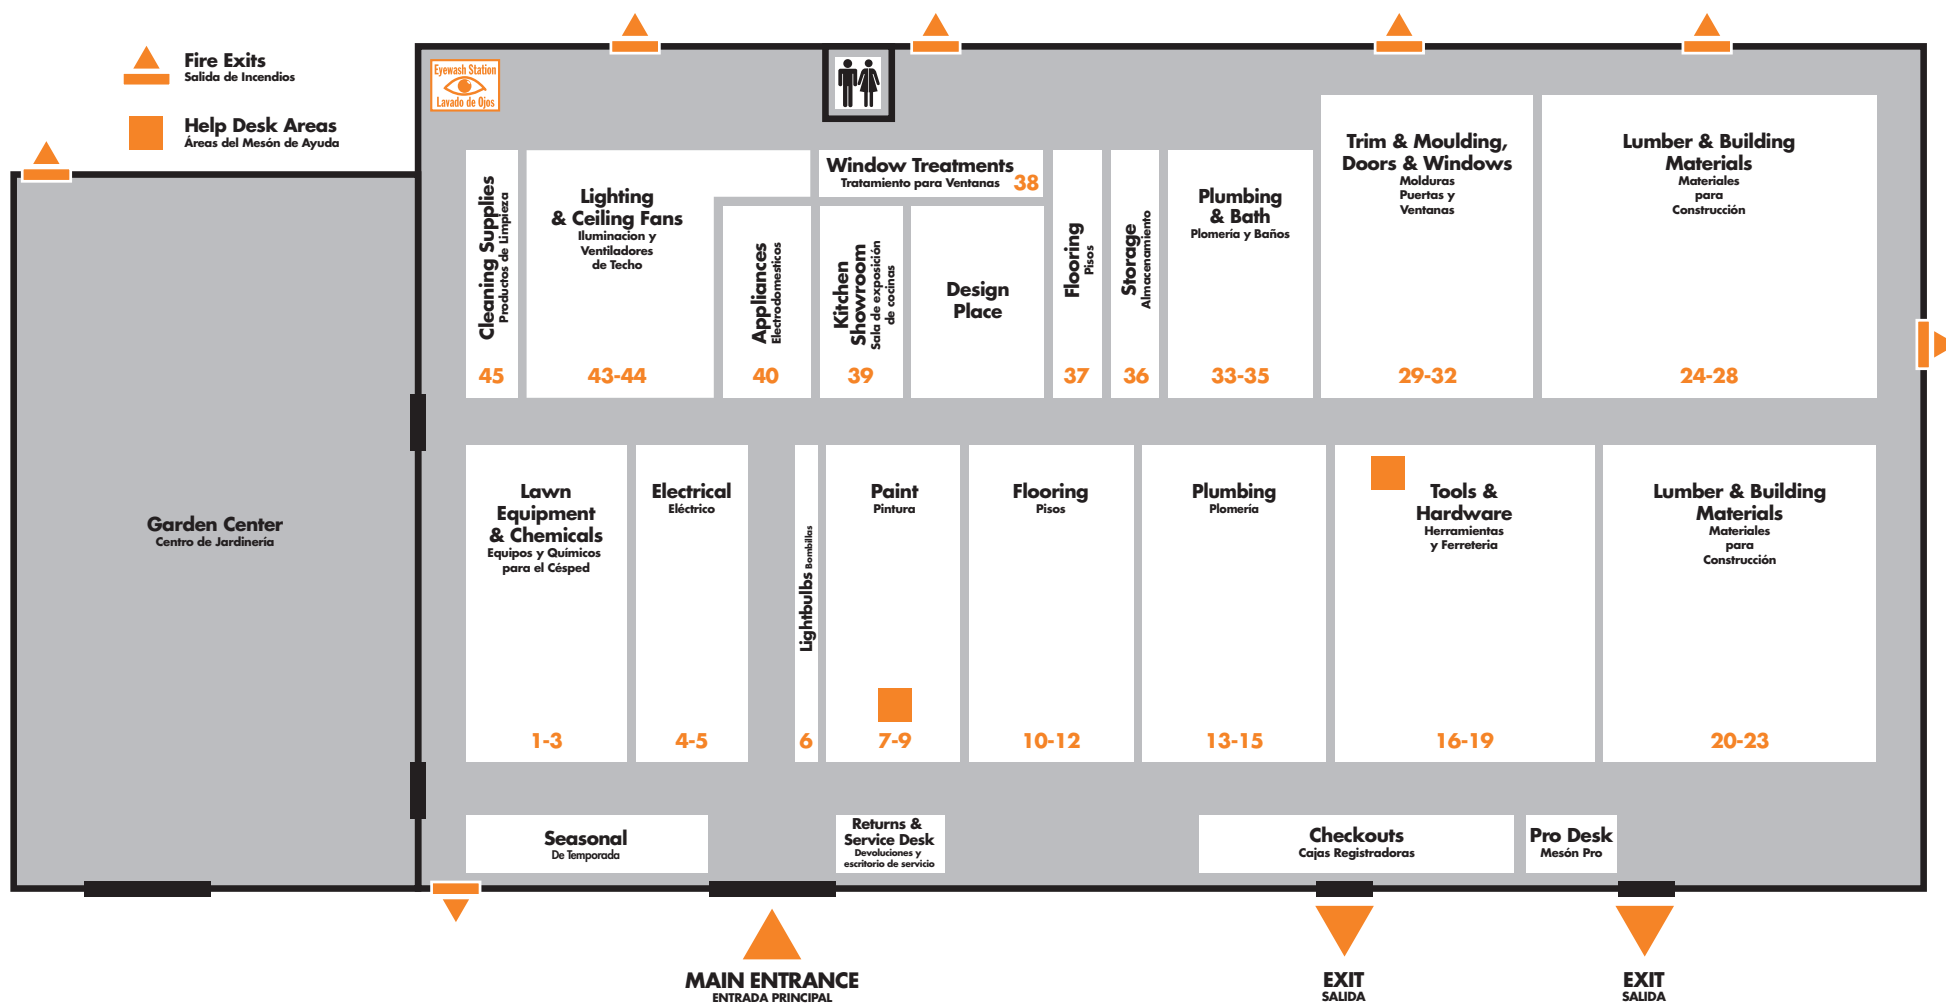 Fire Exits
Salida de Incendios
Help Desk Areas
Áreas del Mesón de Ayuda
Eyewash Station
Lavado de Ojos
Garden Center
Centro de Jardinería
Cleaning Supplies
Productos de Limpieza
45
Lighting
& Ceiling Fans
Iluminacion y
Ventiladores
de Techo
43-44
Appliances
Electrodomesticos
40
Window Treatments
Tratamiento para Ventanas 38
Kitchen
Showroom
Sala de exposición
de cocinas
39
Design
Place
Flooring
Pisos
37
Storage
Almacenamiento
36
Plumbing
& Bath
Plomería y Baños
33-35
Trim & Moulding,
Doors & Windows
Molduras
Puertas y
Ventanas
29-32
Lumber & Building
Materials
Materiales
para
Construcción
24-28
Lawn
Equipment
& Chemicals
Equipos y Químicos
para el Césped
1-3
Electrical
Eléctrico
4-5
Lightbulbs Bombillas
6
Paint
Pintura
7-9
Flooring
Pisos
10-12
Plumbing
Plomería
13-15
Tools &
Hardware
Herramientas
y Ferreteria
16-19
Lumber & Building
Materials
Materiales
para
Construcción
20-23
Seasonal
De Temporada
Returns &
Service Desk
Devoluciones y
escritorio de servicio
Checkouts
Cajas Registradoras
Pro Desk
Mesón Pro
MAIN ENTRANCE
ENTRADA PRINCIPAL
EXIT
SALIDA
EXIT
SALIDA